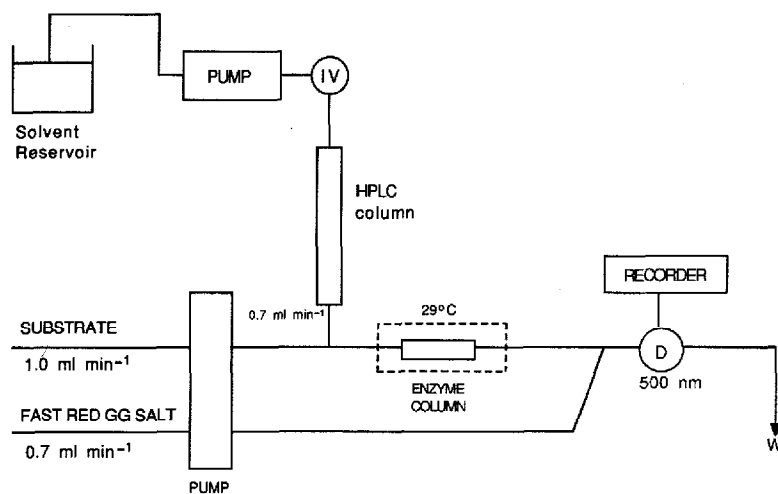 PUMP
IV
Solvent
Reservoir
HPLC
column
0.7 ml min⁻¹
29°C
RECORDER
SUBSTRATE
1.0 ml min⁻¹
ENZYME
COLUMN
D
500 nm
FAST RED GG SALT
0.7 ml min⁻¹
W
PUMP